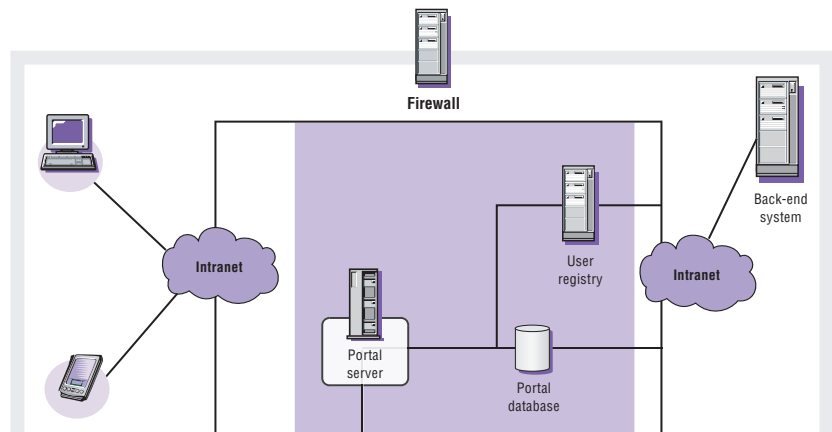 Firewall
Back-end
system
Intranet
User
registry
Intranet
Portal
server
Portal
database